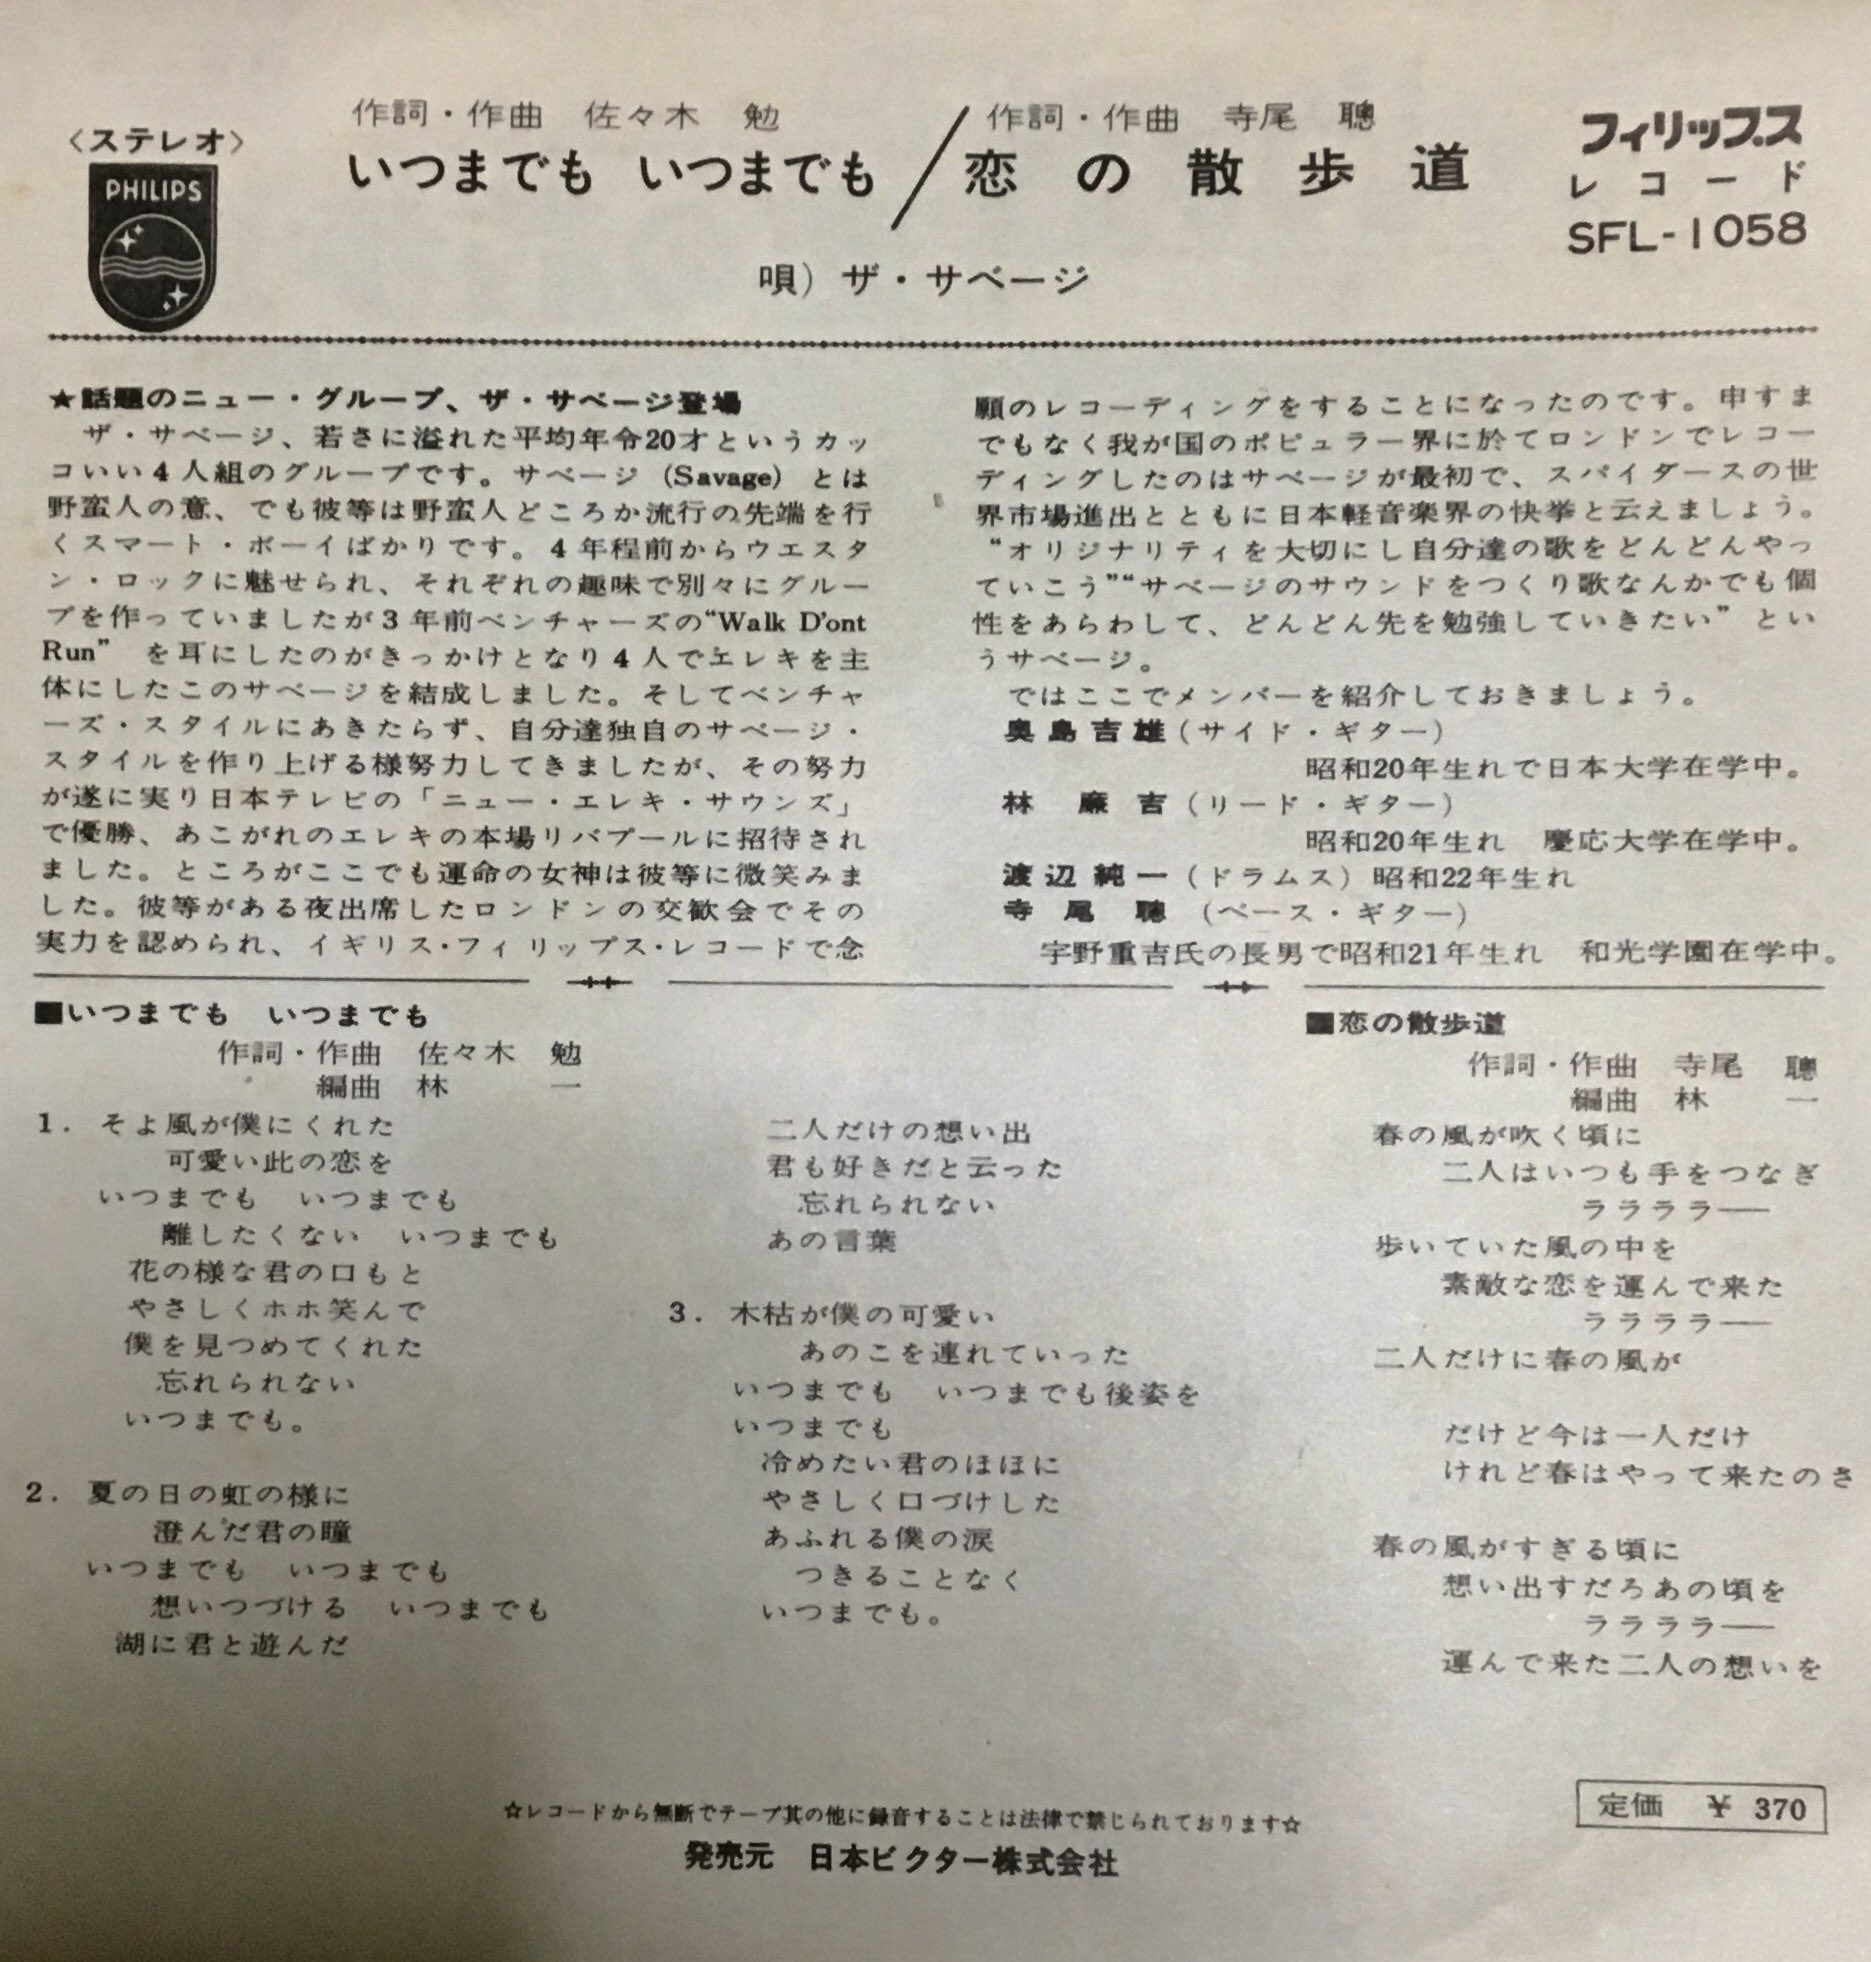 〈ステレオ〉
PHILIPS
作詞・作曲　佐々木　勉
いつまでも いつまでも／
作詞・作曲　寺尾　聰
恋の散歩道
唄）ザ・サベージ
フィリップス
レコード
SFL-1058
★話題のニュー・グループ、ザ・サベージ登場
ザ・サベージ、若さに溢れた平均年令20才というカッ
コいい4人組のグループです。サベージ（Savage）とは
野蛮人の意、でも彼等は野蛮人どころか流行の先端を行
くスマート・ボーイばかりです。4年程前からウエスタ
ン・ロックに魅せられ、それぞれの趣味で別々にグルー
プを作っていましたが3年前ベンチャーズの“Walk D'ont
Run” を耳にしたのがきっかけとなり4人でエレキを主
体にしたこのサベージを結成しました。そしてベンチャ
ーズ・スタイルにあきたらず、自分達独自のサベージ・
スタイルを作り上げる様努力してきましたが、その努力
が遂に実り日本テレビの「ニュー・エレキ・サウンズ」
で優勝、あこがれのエレキの本場リバプールに招待され
ました。ところがここでも運命の女神は彼等に微笑みま
した。彼等がある夜出席したロンドンの交歓会でその
実力を認められ、イギリス・フィリップス・レコードで念
願のレコーディングをすることになったのです。申すま
でもなく我が国のポピュラー界に於てロンドンでレコー
ディングしたのはサベージが最初で、スパイダースの世
界市場進出とともに日本軽音楽界の快挙と云えましょう。
“オリジナリティを大切にし自分達の歌をどんどんやっ
ていこう”“サベージのサウンドをつくり歌なんかでも個
性をあらわして、どんどん先を勉強していきたい” とい
うサベージ。
ではここでメンバーを紹介しておきましょう。
奥島吉雄（サイド・ギター）
昭和20年生れで日本大学在学中。
林　廉吉（リード・ギター）
昭和20年生れ　慶応大学在学中。
渡辺純一（ドラムス）昭和22年生れ
寺尾　聰　（ベース・ギター）
宇野重吉氏の長男で昭和21年生れ　和光学園在学中。
■いつまでも　いつまでも
作詞・作曲　佐々木　勉
編曲　林　　一
1．そよ風が僕にくれた
可愛い此の恋を
いつまでも　いつまでも
離したくない　いつまでも
花の様な君の口もと
やさしくホホ笑んで
僕を見つめてくれた
忘れられない
いつまでも。
2．夏の日の虹の様に
澄んだ君の瞳
いつまでも　いつまでも
想いつづける　いつまでも
湖に君と遊んだ
二人だけの想い出
君も好きだと云った
忘れられない
あの言葉
3．木枯が僕の可愛い
あのこを連れていった
いつまでも　いつまでも後姿を
いつまでも
冷めたい君のほほに
やさしく口づけした
あふれる僕の涙
つきることなく
いつまでも。
■恋の散歩道
作詞・作曲　寺尾　聰
編曲　林　　一
春の風が吹く頃に
二人はいつも手をつなぎ
ララララ――
歩いていた風の中を
素敵な恋を運んで来た
ララララ――
二人だけに春の風が
だけど今は一人だけ
けれど春はやって来たのさ
春の風がすぎる頃に
想い出すだろあの頃を
ララララ――
運んで来た二人の想いを
定価　￥ 370
☆レコードから無断でテープ其の他に録音することは法律で禁じられております☆
発売元　日本ビクター株式会社